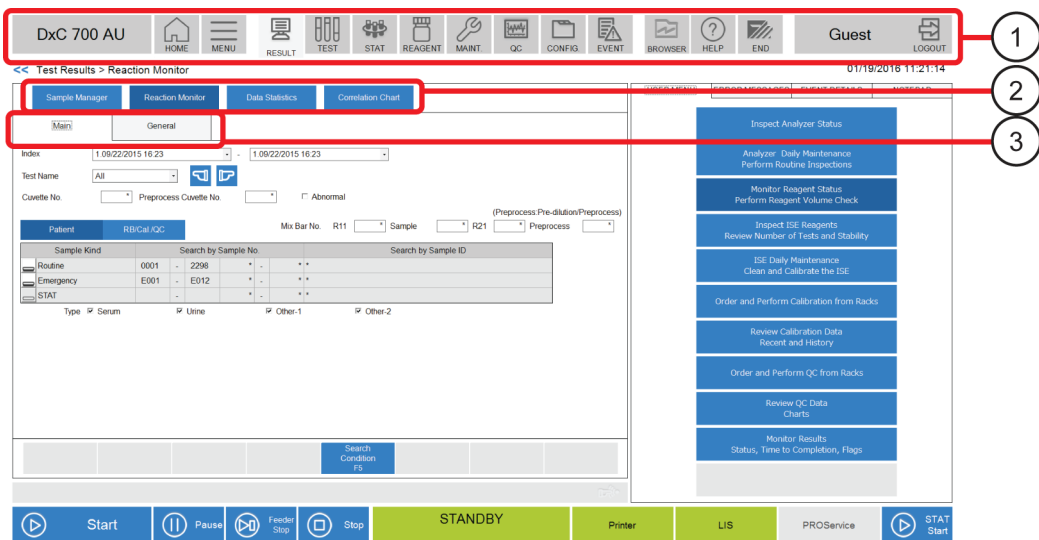 DxC 700 AU HOME MENU RESULT TEST STAT REAGENT MAINT. QC CONFIG. EVENT BROWSER HELP END Guest LOGOUT 1
<< Test Results > Reaction Monitor 01/19/2016 11:21:14
Sample Manager Reaction Monitor Data Statistics Correlation Chart 2
USER MENU ERROR MESSAGES EVENT DETAILS NOTEPAD
Main General 3
Index 1.09/22/2015 16:23 - 1.09/22/2015 16:23
Test Name All
Cuvette No. * Preprocess Cuvette No. * Abnormal
(Preprocess:Pre-dilution/Preprocess)
Patient RB/Cal./QC Mix Bar No. R11 * Sample * R21 * Preprocess *
Sample Kind Search by Sample No. Search by Sample ID
Routine 0001 - 2298 * - * *
Emergency E001 - E012 * - * *
STAT - * - * *
Type Serum Urine Other-1 Other-2
Search
Condition
F5
Inspect Analyzer Status
Analyzer Daily Maintenance
Perform Routine Inspections
Monitor Reagent Status
Perform Reagent Volume Check
Inspect ISE Reagents
Review Number of Tests and Stability
ISE Daily Maintenance
Clean and Calibrate the ISE
Order and Perform Calibration from Racks
Review Calibration Data
Recent and History
Order and Perform QC from Racks
Review QC Data
Charts
Monitor Results
Status, Time to Completion, Flags
Start Pause Feeder Stop Stop STANDBY Printer LIS PROService STAT Start